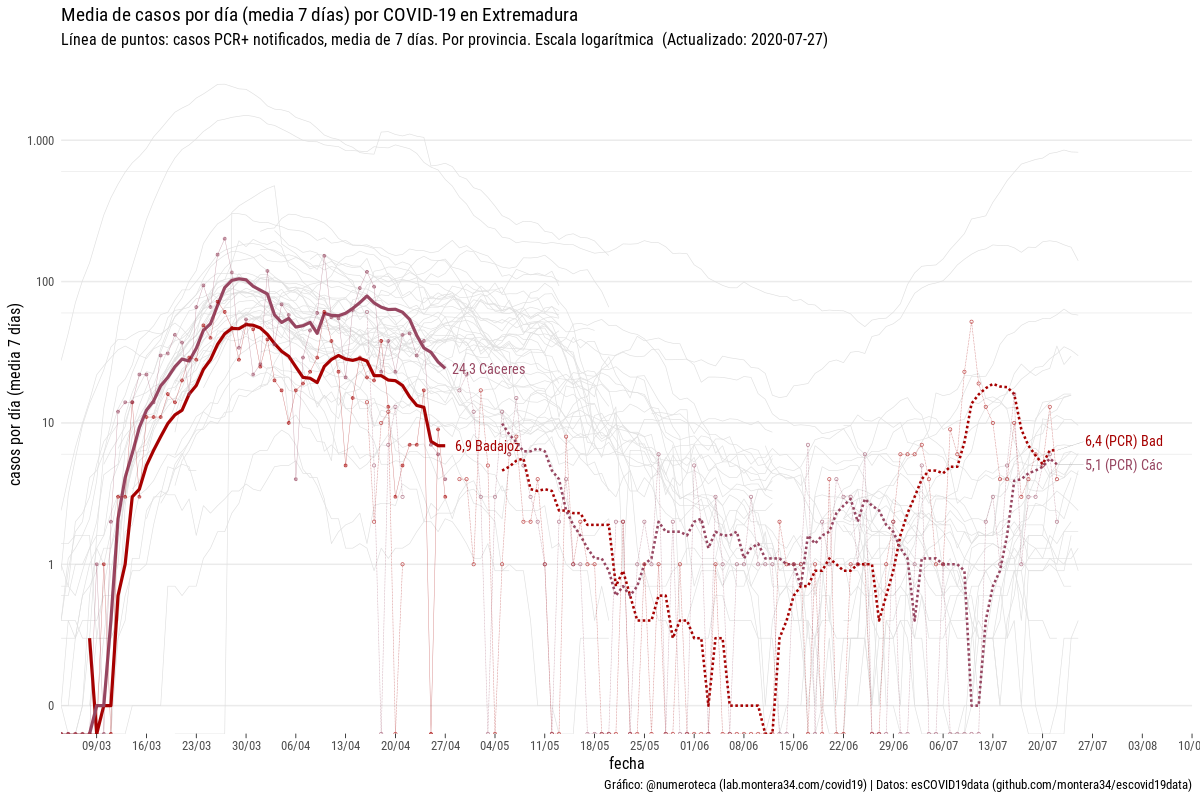 Media de casos por día (media 7 días) por COVID-19 en Extremadura
Línea de puntos: casos PCR+ notificados, media de 7 días. Por provincia. Escala logarítmica  (Actualizado: 2020-07-27)
casos por día (media 7 días)
1.000
100
10
1
0
24,3 Cáceres
6,9 Badajoz
6,4 (PCR) Bad
5,1 (PCR) Các
09/03 16/03 23/03 30/03 06/04 13/04 20/04 27/04 04/05 11/05 18/05 25/05 01/06 08/06 15/06 22/06 29/06 06/07 13/07 20/07 27/07 03/08 10/0
fecha
Gráfico: @numeroteca (lab.montera34.com/covid19) | Datos: esCOVID19data (github.com/montera34/escovid19data)